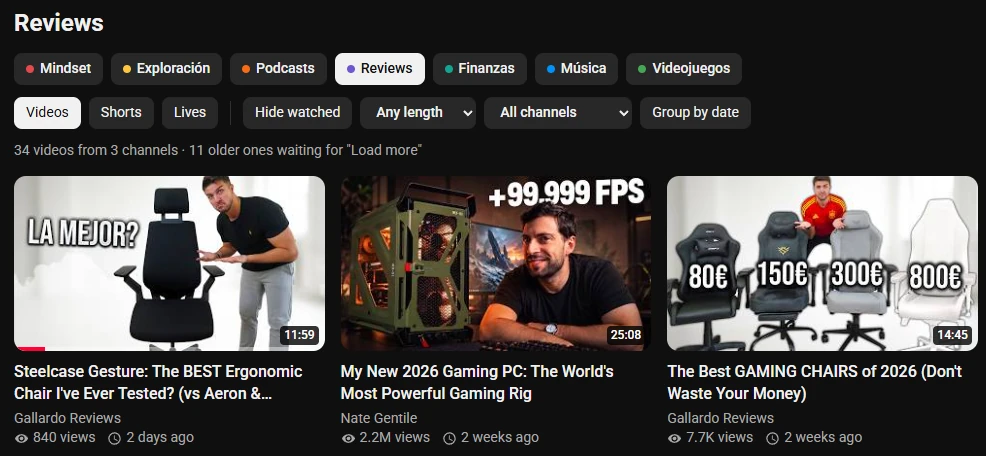 Reviews
Mindset Exploración Podcasts Reviews Finanzas Música Videojuegos
Videos Shorts Lives Hide watched Any length All channels Group by date
34 videos from 3 channels · 11 older ones waiting for "Load more"
LA MEJOR?
11:59
+99.999 FPS
25:08
80€ 150€ 300€ 800€
14:45
Steelcase Gesture: The BEST Ergonomic
Chair I've Ever Tested? (vs Aeron &...
Gallardo Reviews
840 views 2 days ago
My New 2026 Gaming PC: The World's
Most Powerful Gaming Rig
Nate Gentile
2.2M views 2 weeks ago
The Best GAMING CHAIRS of 2026 (Don't
Waste Your Money)
Gallardo Reviews
7.7K views 2 weeks ago